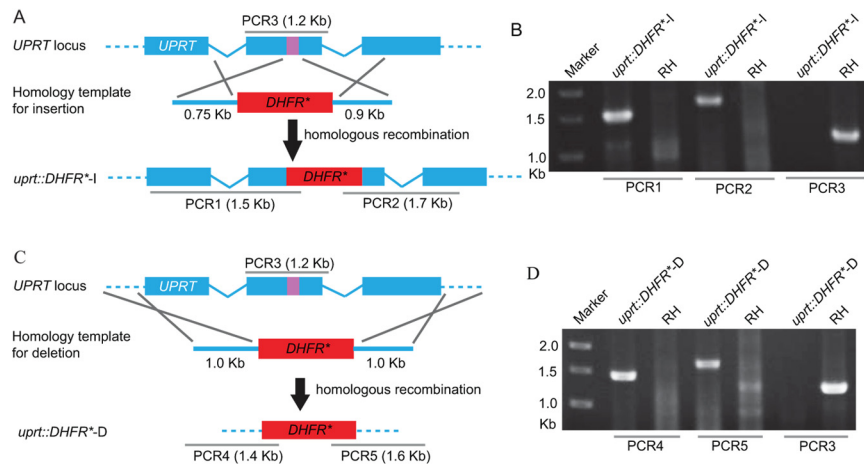 A
PCR3 (1.2 Kb)
UPRT locus
UPRT
Homology template
for insertion
DHFR*
0.75 Kb
0.9 Kb
homologous recombination
uprt::DHFR*-I
DHFR*
PCR1 (1.5 Kb)
PCR2 (1.7 Kb)
B
Marker
uprt::DHFR*-I
RH
uprt::DHFR*-I
RH
uprt::DHFR*-I
RH
2.0
1.5
1.0
Kb
PCR1
PCR2
PCR3
C
PCR3 (1.2 Kb)
UPRT locus
UPRT
Homology template
for deletion
DHFR*
1.0 Kb
1.0 Kb
homologous recombination
uprt::DHFR*-D
DHFR*
PCR4 (1.4 Kb)
PCR5 (1.6 Kb)
D
Marker
uprt::DHFR*-D
RH
uprt::DHFR*-D
RH
uprt::DHFR*-D
RH
2.0
1.5
1.0
Kb
PCR4
PCR5
PCR3